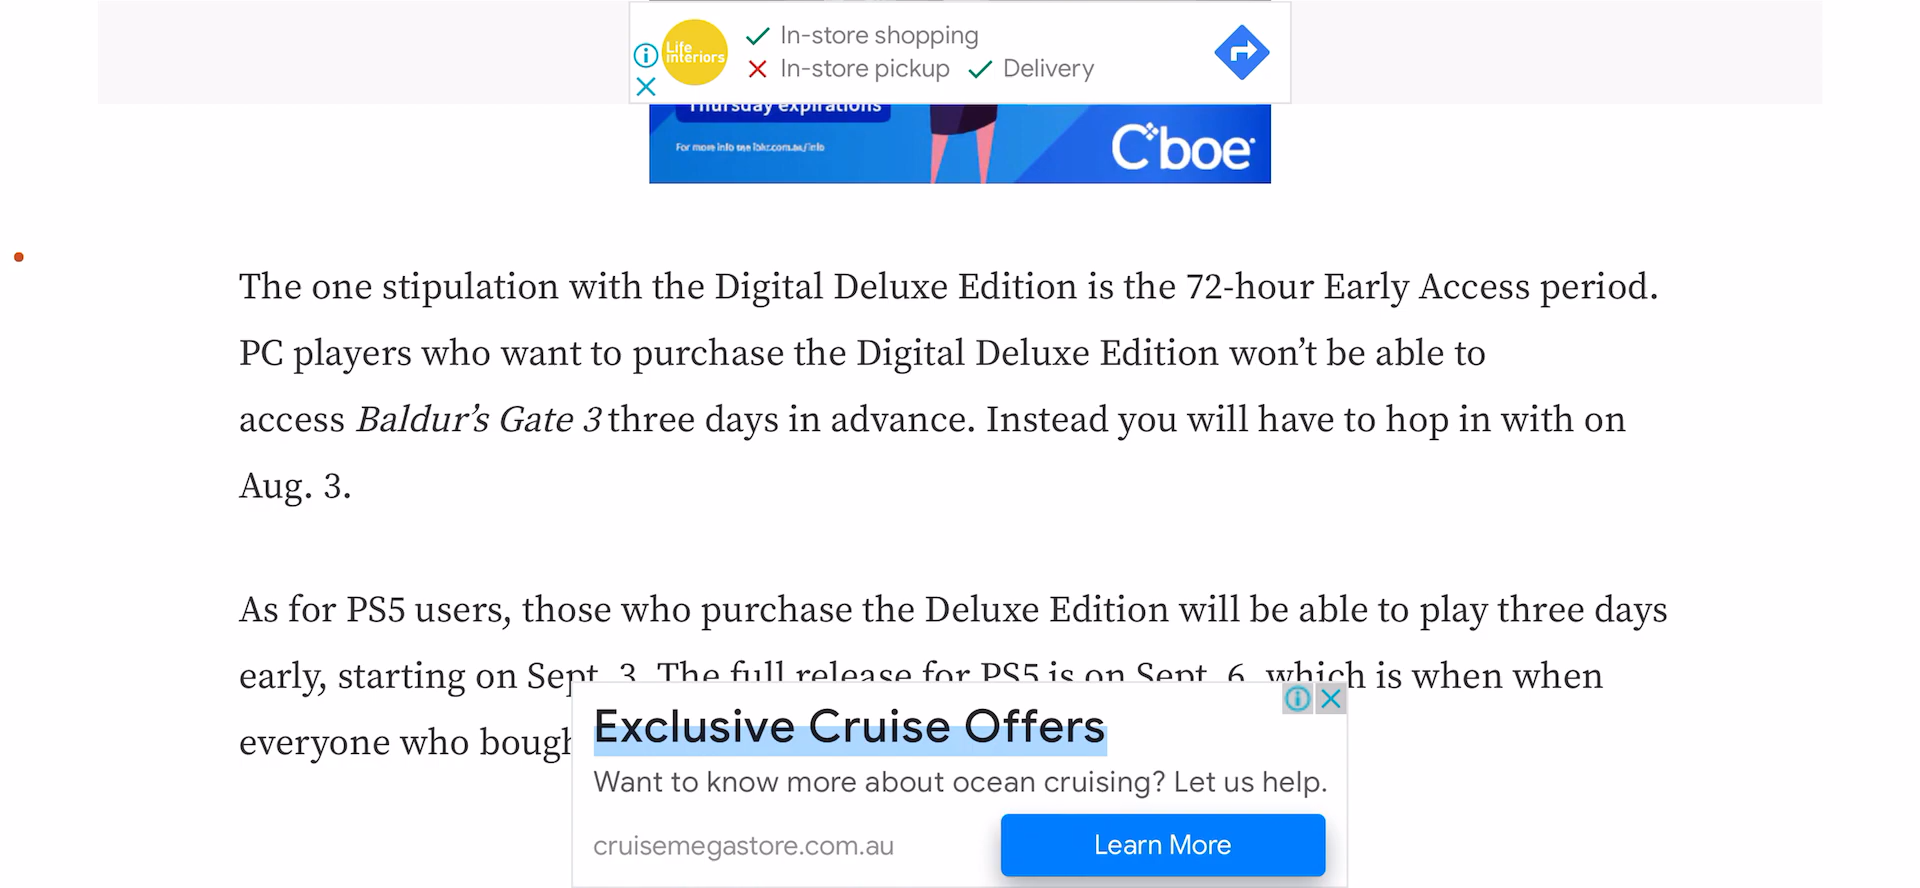 Life
interiors
In-store shopping
In-store pickup Delivery
Thursday expirations
For more info see ibkr.com.au/info
Cboe
The one stipulation with the Digital Deluxe Edition is the 72-hour Early Access period.
PC players who want to purchase the Digital Deluxe Edition won’t be able to
access Baldur’s Gate 3 three days in advance. Instead you will have to hop in with on
Aug. 3.
As for PS5 users, those who purchase the Deluxe Edition will be able to play three days
early, starting on Sept. 3. The full release for PS5 is on Sept. 6, which is when when
everyone who bough
Exclusive Cruise Offers
Want to know more about ocean cruising? Let us help.
cruisemegastore.com.au
Learn More